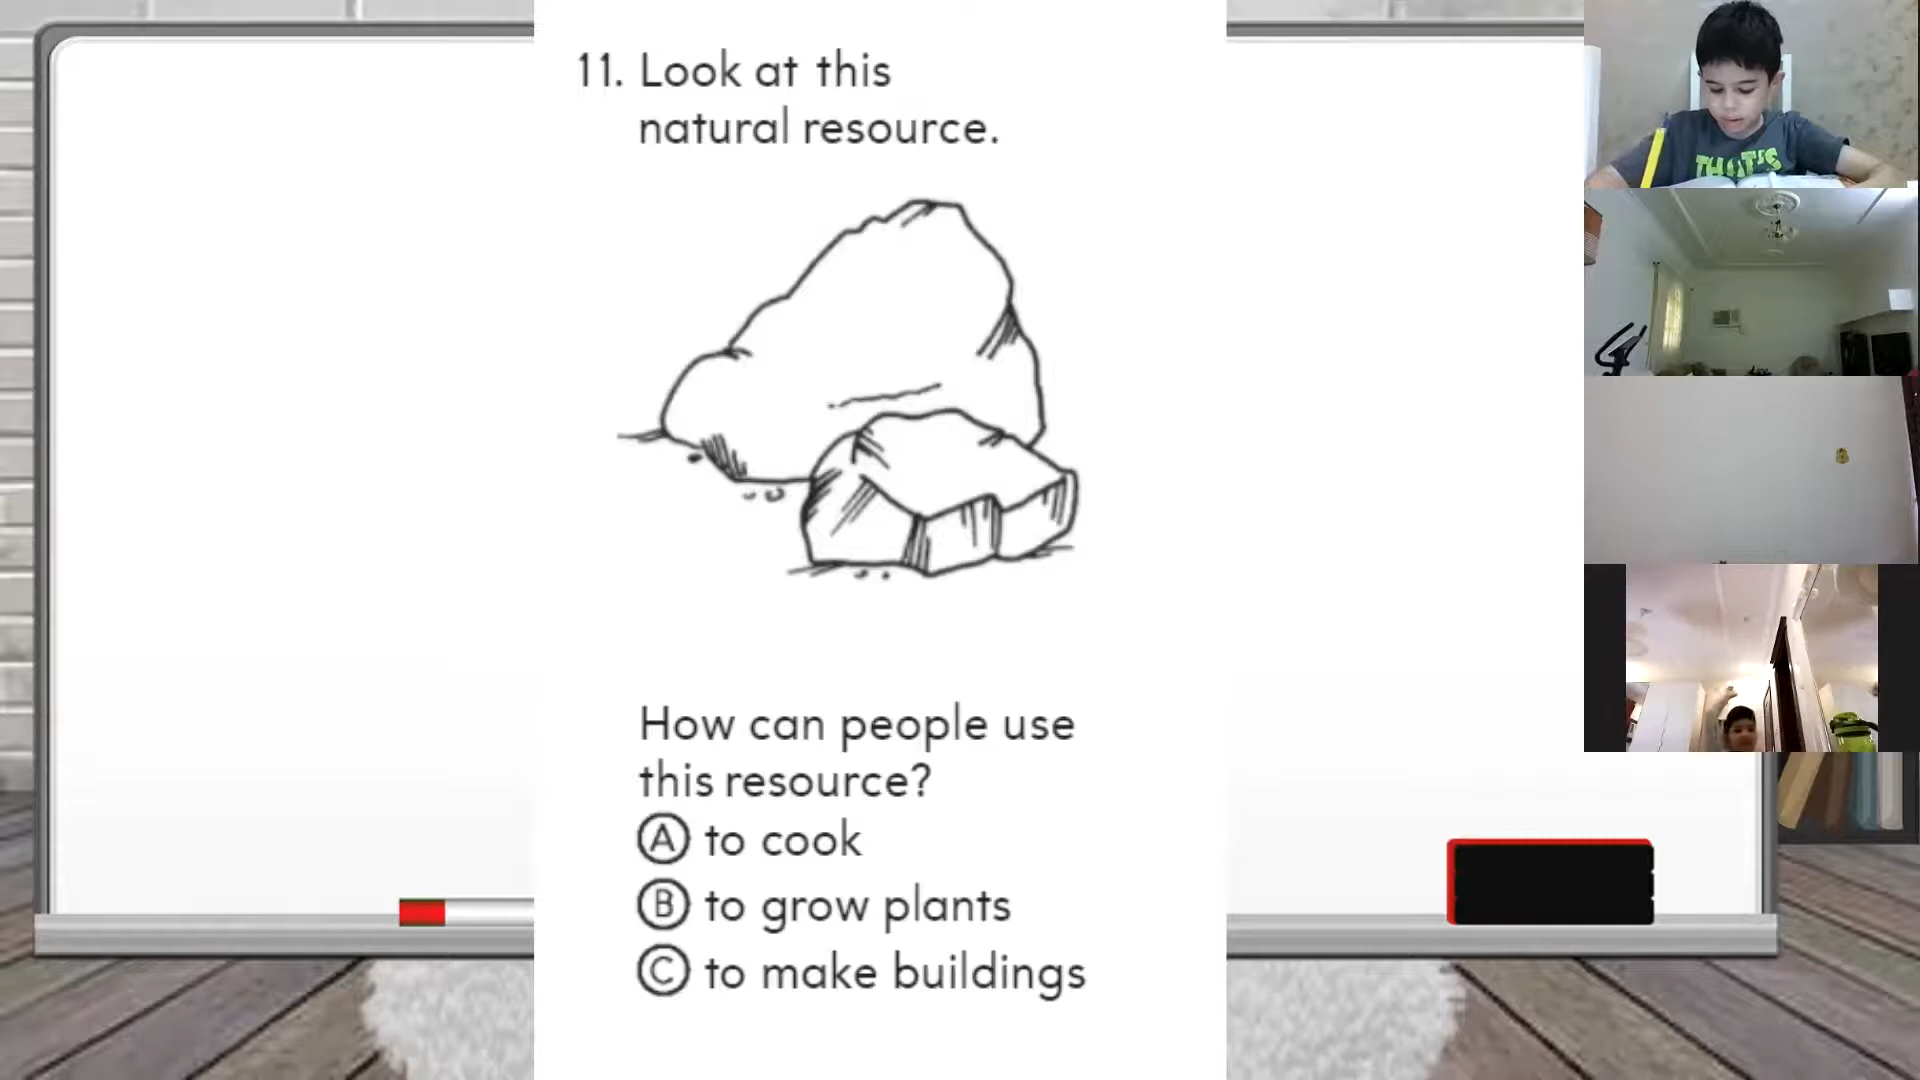 11. Look at this
natural resource.
How can people use
this resource?
A to cook
B to grow plants
C to make buildings
THAT'S